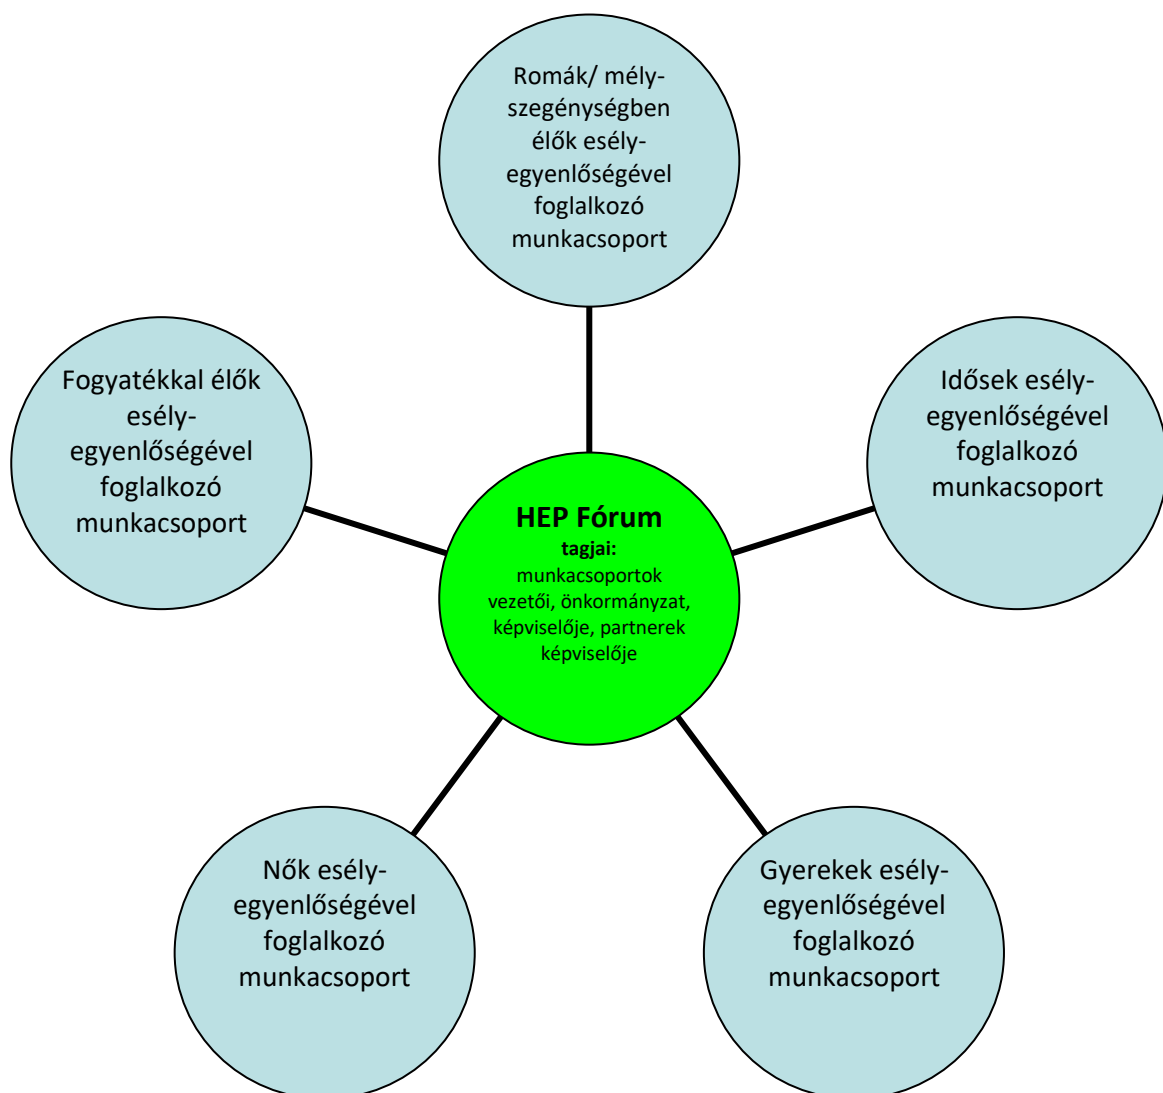 Romák/ mély-
szegénységben
élők esély-
egyenlőségével
foglalkozó
munkacsoport
Fogyatékkal élők
esély-
egyenlőségével
foglalkozó
munkacsoport
Idősek esély-
egyenlőségével
foglalkozó
munkacsoport
HEP Fórum
tagjai:
munkacsoportok
vezetői, önkormányzat,
képviselője, partnerek
képviselője
Nők esély-
egyenlőségével
foglalkozó
munkacsoport
Gyerekek esély-
egyenlőségével
foglalkozó
munkacsoport